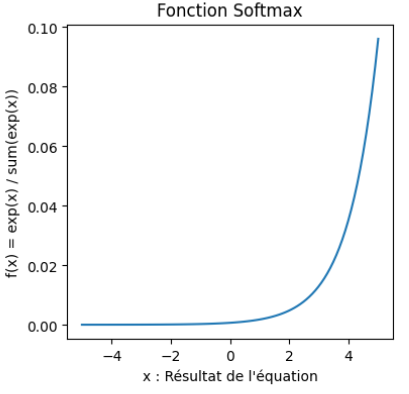 Fonction Softmax
0.10
0.08
0.06
0.04
0.02
0.00
f(x) = exp(x) / sum(exp(x))
−4 −2 0 2 4
x : Résultat de l'équation